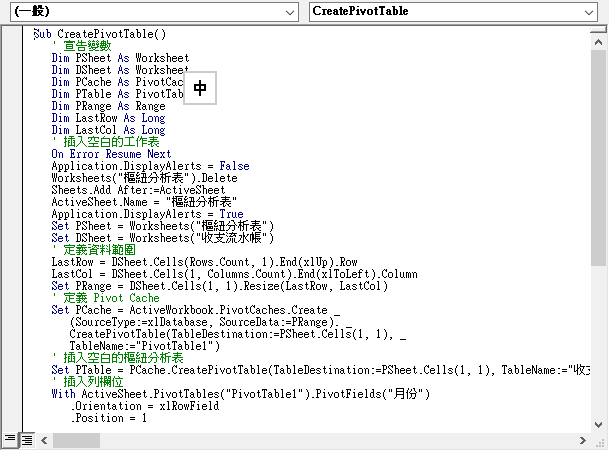 (一般)
CreatePivotTable
Sub CreatePivotTable()
' 宣告變數
Dim PSheet As Worksheet
Dim DSheet As Worksheet
Dim PCache As PivotCac
Dim PTable As PivotTab
Dim PRange As Range
Dim LastRow As Long
Dim LastCol As Long
中
' 插入空白的工作表
On Error Resume Next
Application.DisplayAlerts = False
Worksheets("樞紐分析表").Delete
Sheets.Add After:=ActiveSheet
ActiveSheet.Name = "樞紐分析表"
Application.DisplayAlerts = True
Set PSheet = Worksheets("樞紐分析表")
Set DSheet = Worksheets("收支流水帳")
' 定義資料範圍
LastRow = DSheet.Cells(Rows.Count, 1).End(xlUp).Row
LastCol = DSheet.Cells(1, Columns.Count).End(xlToLeft).Column
Set PRange = DSheet.Cells(1, 1).Resize(LastRow, LastCol)
' 定義 Pivot Cache
Set PCache = ActiveWorkbook.PivotCaches.Create _
(SourceType:=xlDatabase, SourceData:=PRange). _
CreatePivotTable(TableDestination:=PSheet.Cells(1, 1), _
TableName:="PivotTable1")
' 插入空白的樞紐分析表
Set PTable = PCache.CreatePivotTable(TableDestination:=PSheet.Cells(1, 1), TableName:="收支
' 插入列欄位
With ActiveSheet.PivotTables("PivotTable1").PivotFields("月份")
.Orientation = xlRowField
.Position = 1